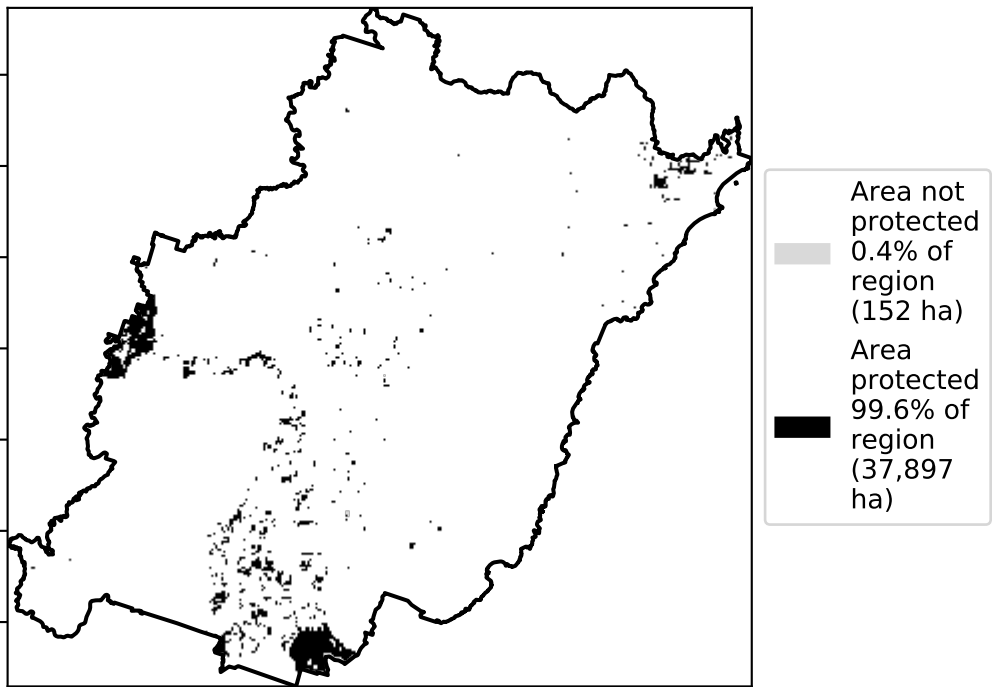 Area not
protected
0.4% of
region
(152 ha)
Area
protected
99.6% of
region
(37,897
ha)